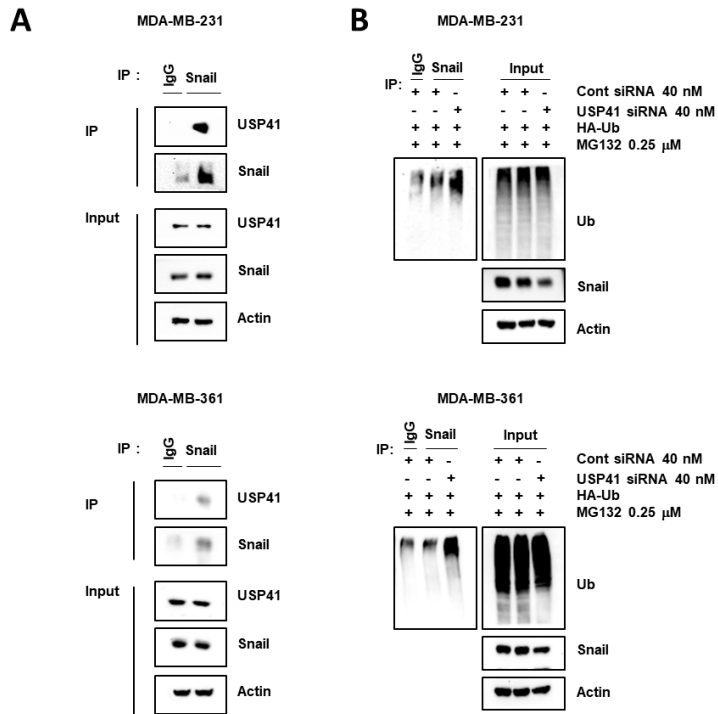 A
MDA-MB-231
IP :
IgG
Snail
IP
USP41
Snail
Input
USP41
Snail
Actin
MDA-MB-361
IP :
IgG
Snail
IP
USP41
Snail
Input
USP41
Snail
Actin
B
MDA-MB-231
IP:
IgG
Snail
Input
+ + - + + - Cont siRNA 40 nM
- - + - - + USP41 siRNA 40 nM
+ + + + + + HA-Ub
+ + + + + + MG132 0.25 µM
Ub
Snail
Actin
MDA-MB-361
IP:
IgG
Snail
Input
+ + - + + - Cont siRNA 40 nM
- - + - - + USP41 siRNA 40 nM
+ + + + + + HA-Ub
+ + + + + + MG132 0.25 µM
Ub
Snail
Actin